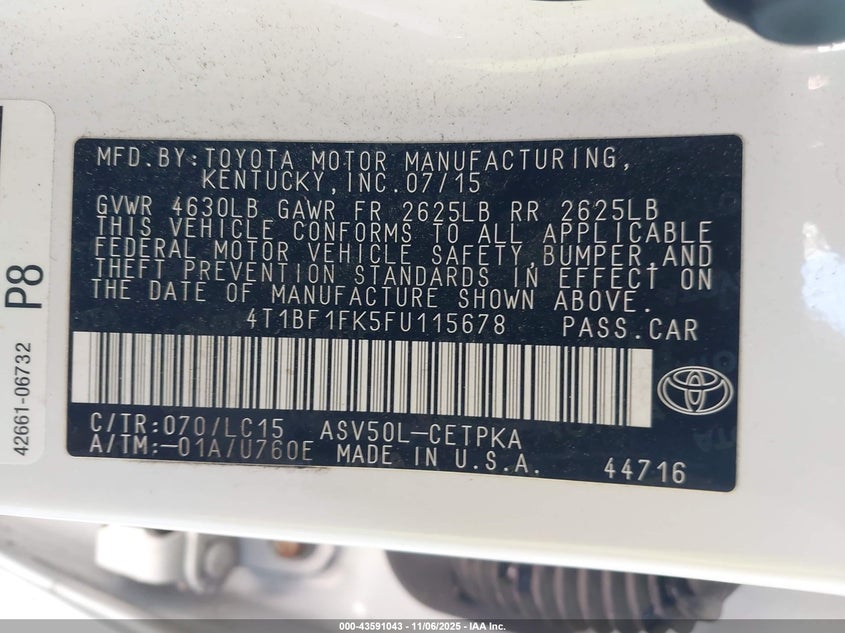 MFD.BY:TOYOTA MOTOR MANUFACTURING,
KENTUCKY,INC.07/15
GVWR 4630LB GAWR FR 2625LB RR 2625LB
THIS VEHICLE CONFORMS TO ALL APPLICABLE
FEDERAL MOTOR VEHICLE SAFETY,BUMPER,AND
THEFT PREVENTION STANDARDS IN EFFECT ON
THE DATE OF MANUFACTURE SHOWN ABOVE.
4T1BF1FK5FU115678 PASS.CAR
C/TR:070/LC15 ASV50L-CETPKA
A/TM:-01A/U760E MADE IN U.S.A. 44716
P8
42661-06732
000-43591043 - 11/06/2025 - IAA Inc.